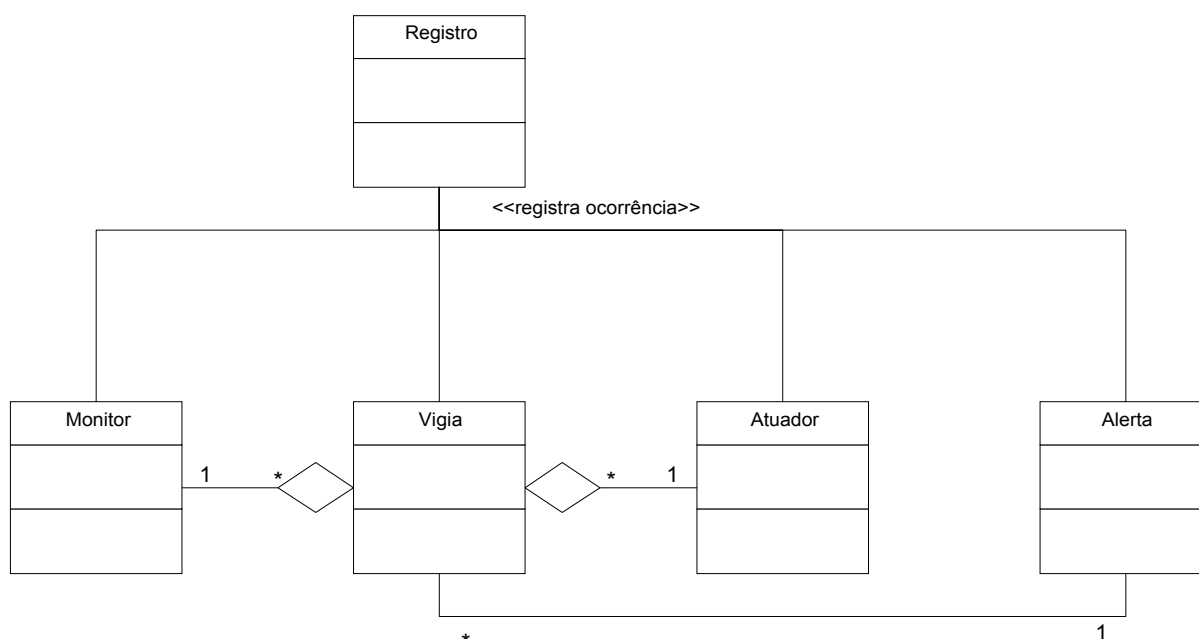 Registro
<<registra ocorrência>>
Monitor
Vigia
Atuador
Alerta
1
*
*
1
*
1